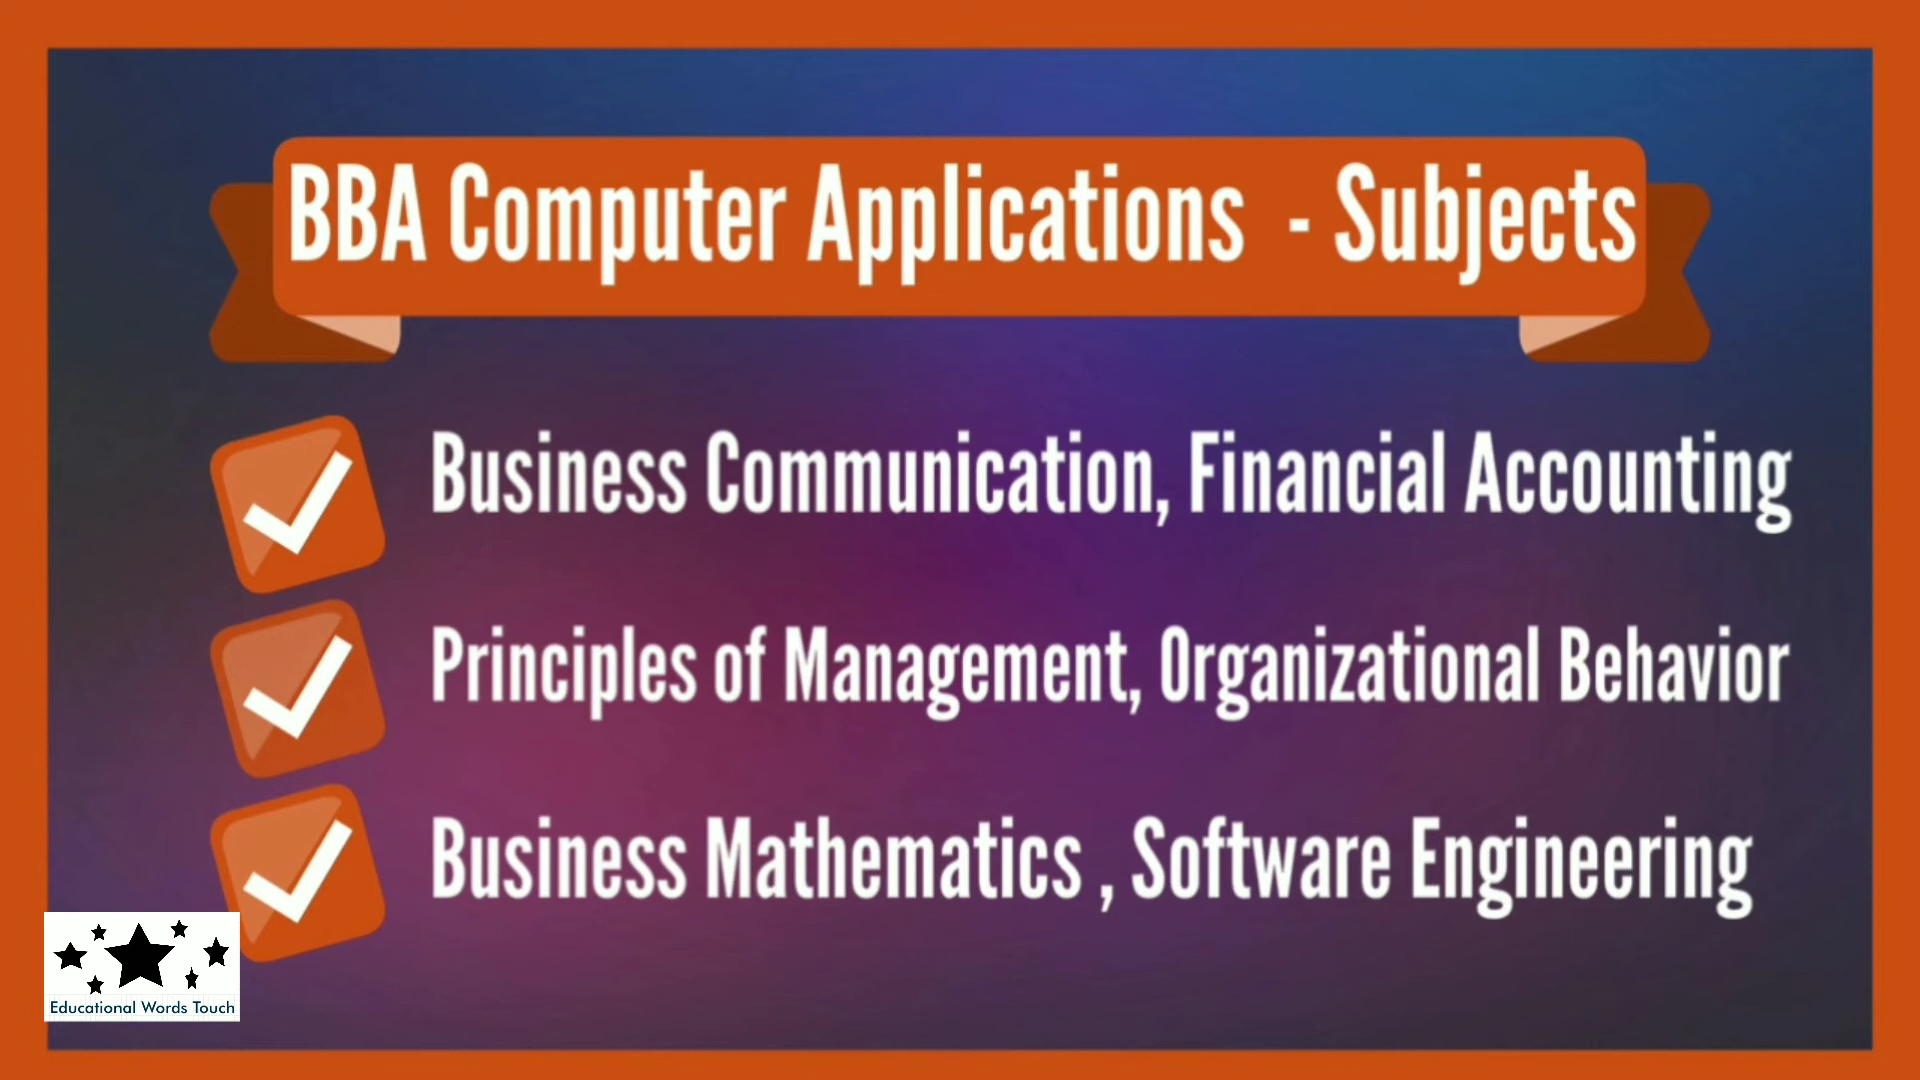 BBA Computer Applications - Subjects
Business Communication, Financial Accounting
Principles of Management, Organizational Behavior
Business Mathematics , Software Engineering
Educational Words Touch